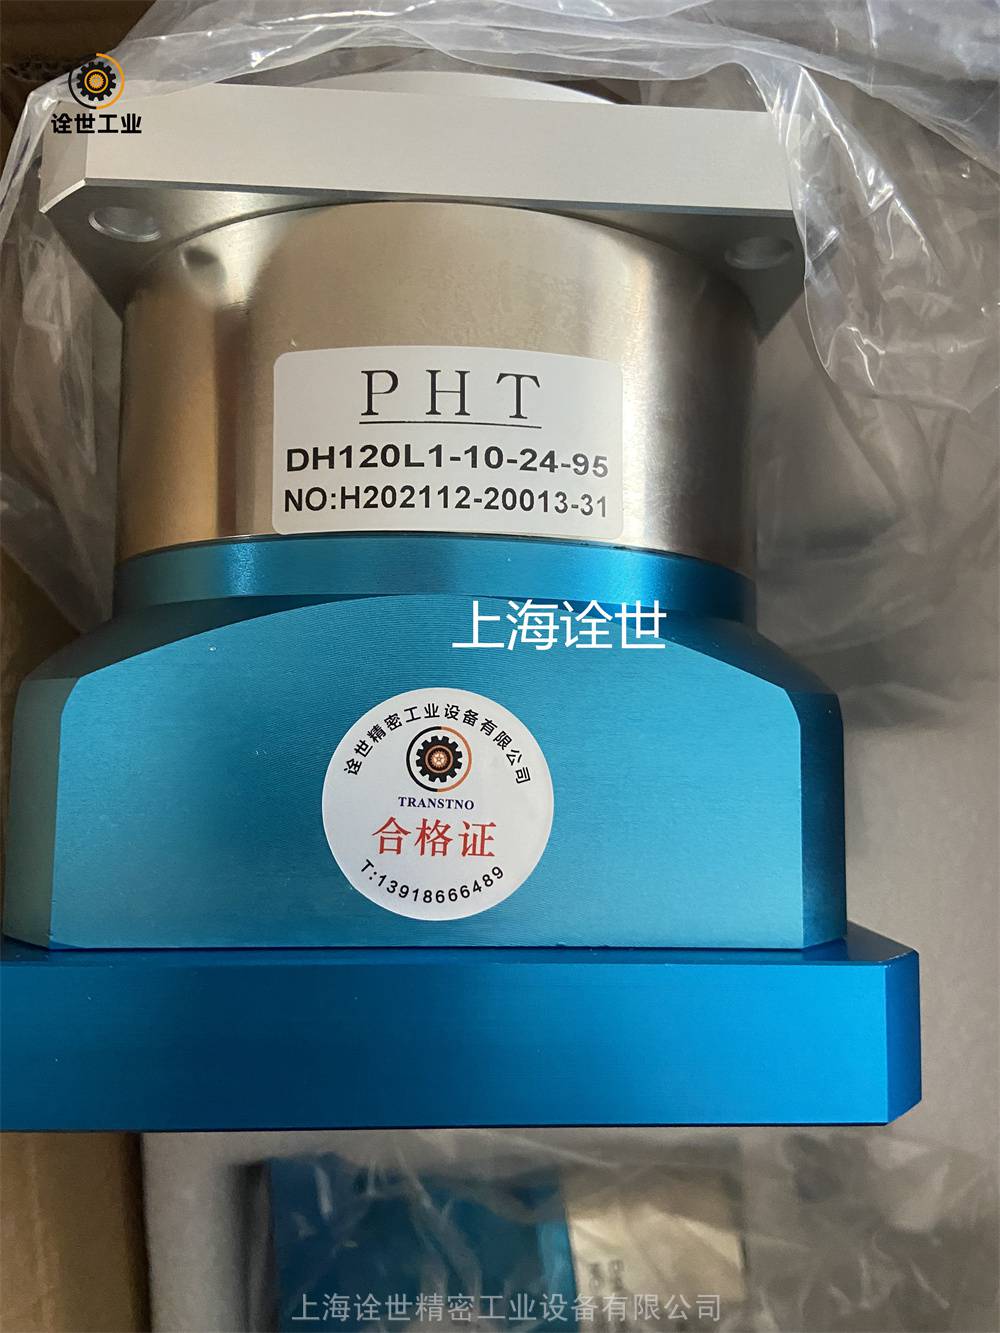 诠世工业
PHT
DH120L1-10-24-95
NO:H202112-20013-31
上海诠世
诠世精密工业设备有限公司
TRANSTNO
合格证
T:13918666489
上海诠世精密工业设备有限公司